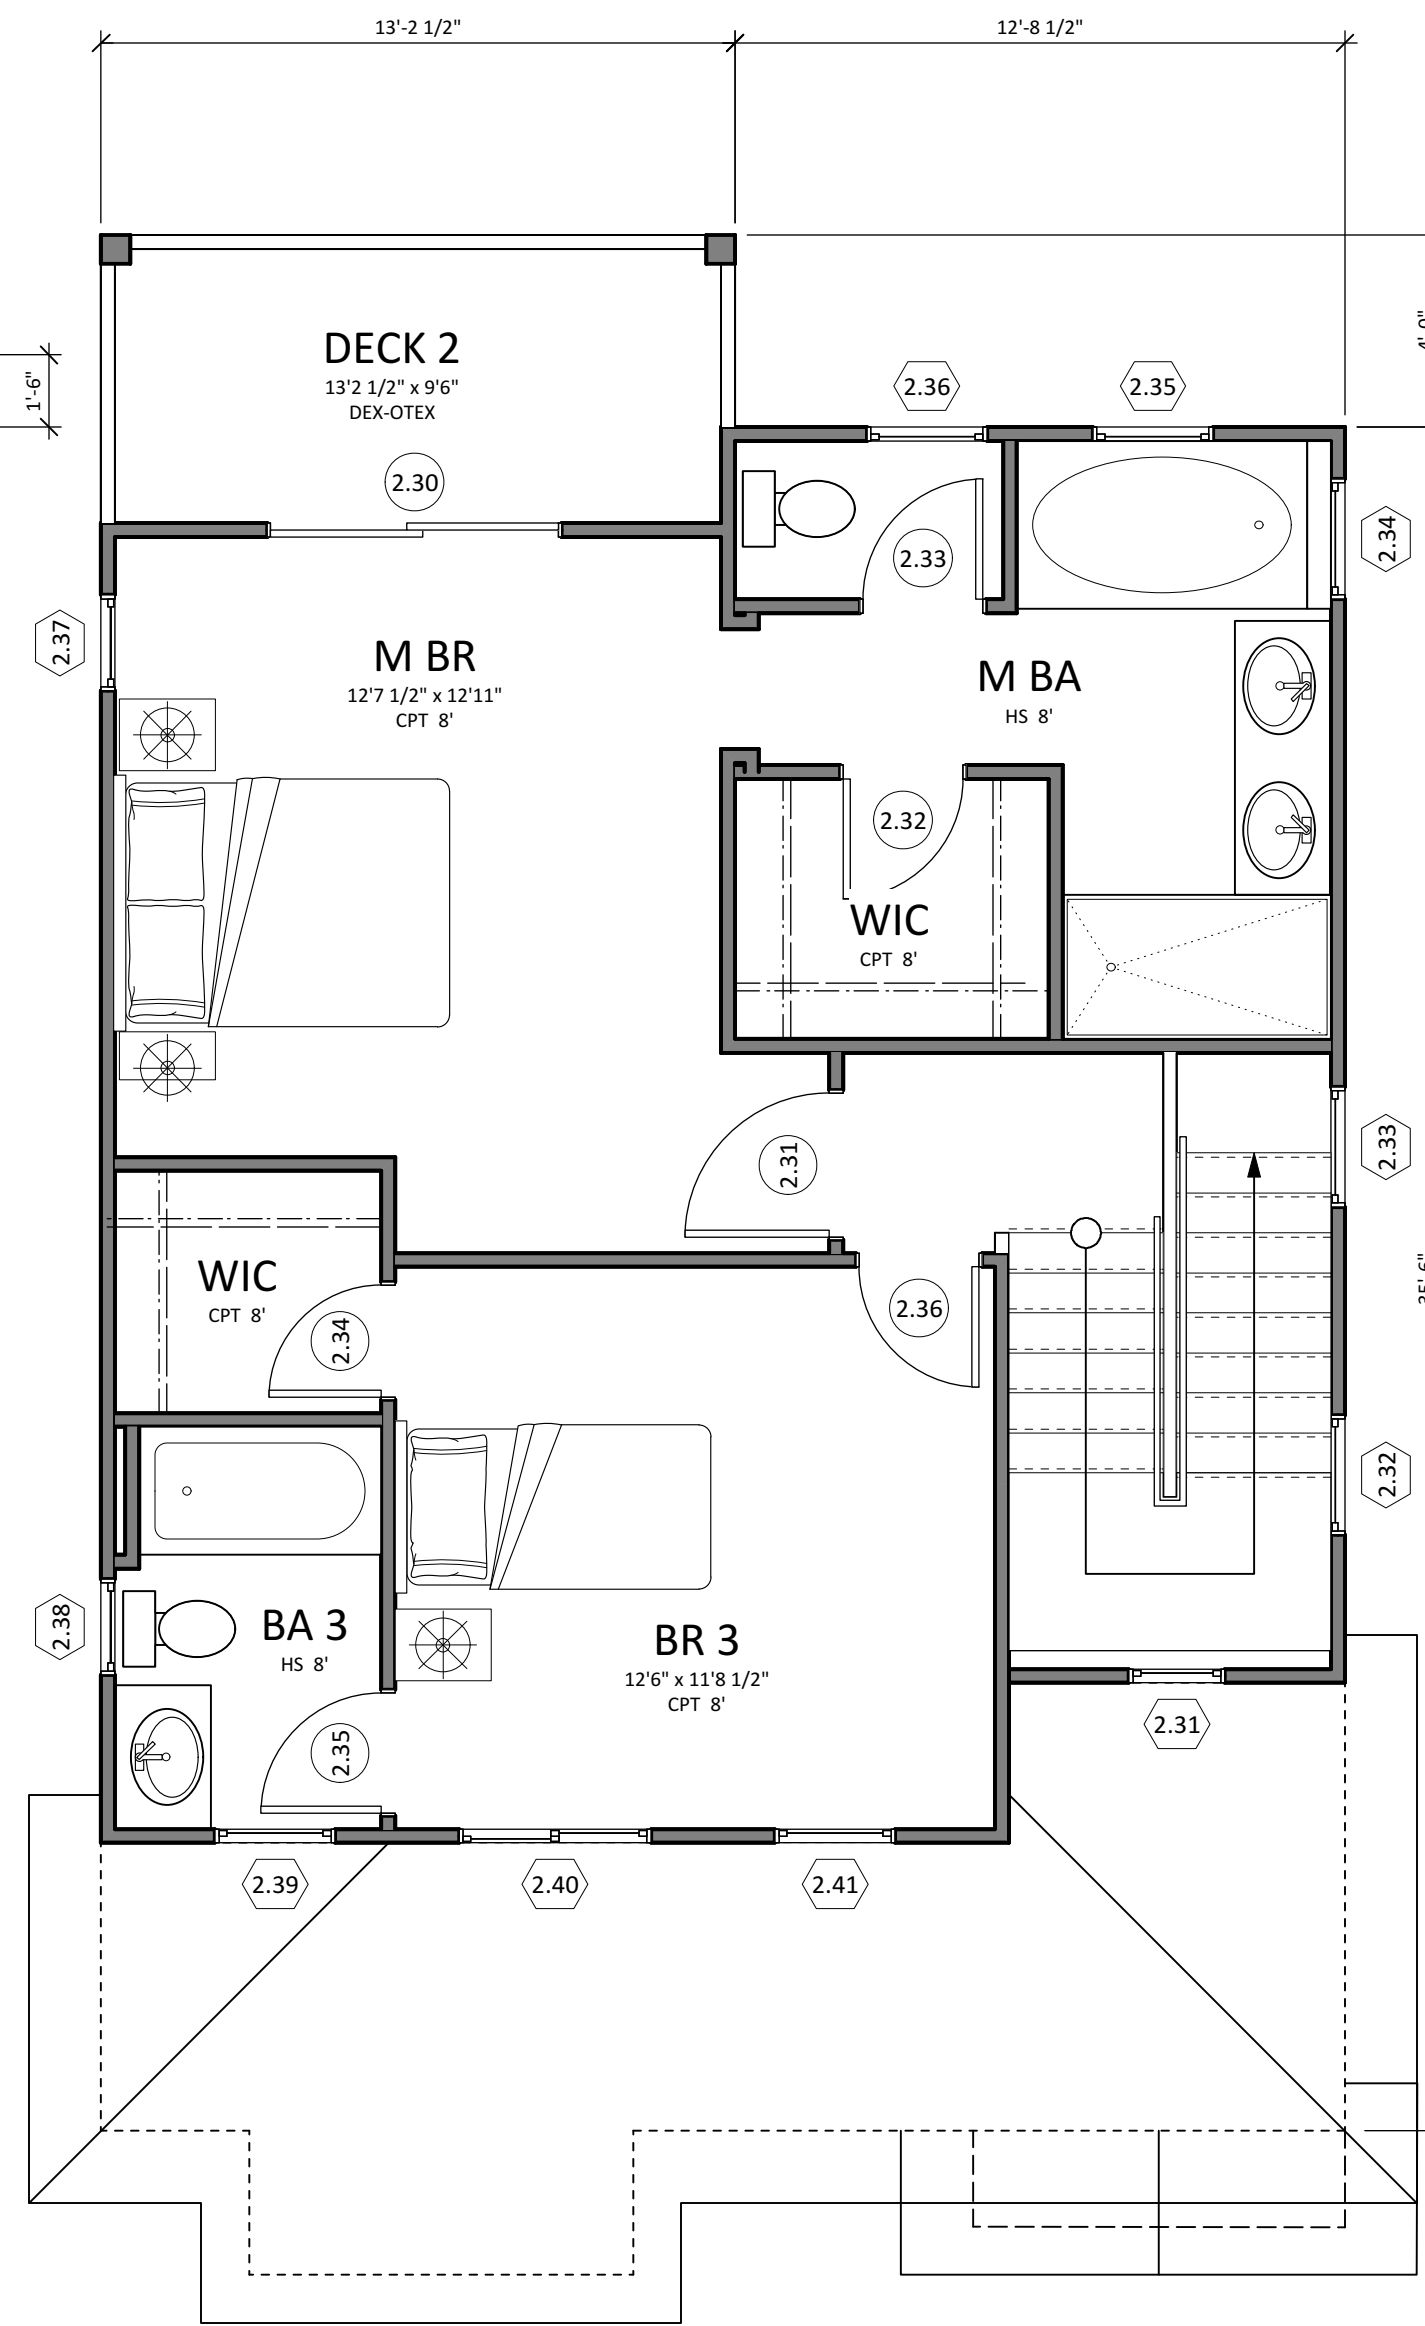 13'-2 1/2"
12'-8 1/2"
DECK 2
13'2 1/2" x 9'6"
DEX-OTEX
1'-6"
2.36
2.35
2.30
2.33
2.34
2.37
M BR
12'7 1/2" x 12'11"
CPT 8'
M BA
HS 8'
2.32
WIC
CPT 8'
2.31
2.33
WIC
CPT 8'
2.36
2.34
2.32
2.38
BA 3
HS 8'
BR 3
12'6" x 11'8 1/2"
CPT 8'
2.35
2.31
2.39
2.40
2.41